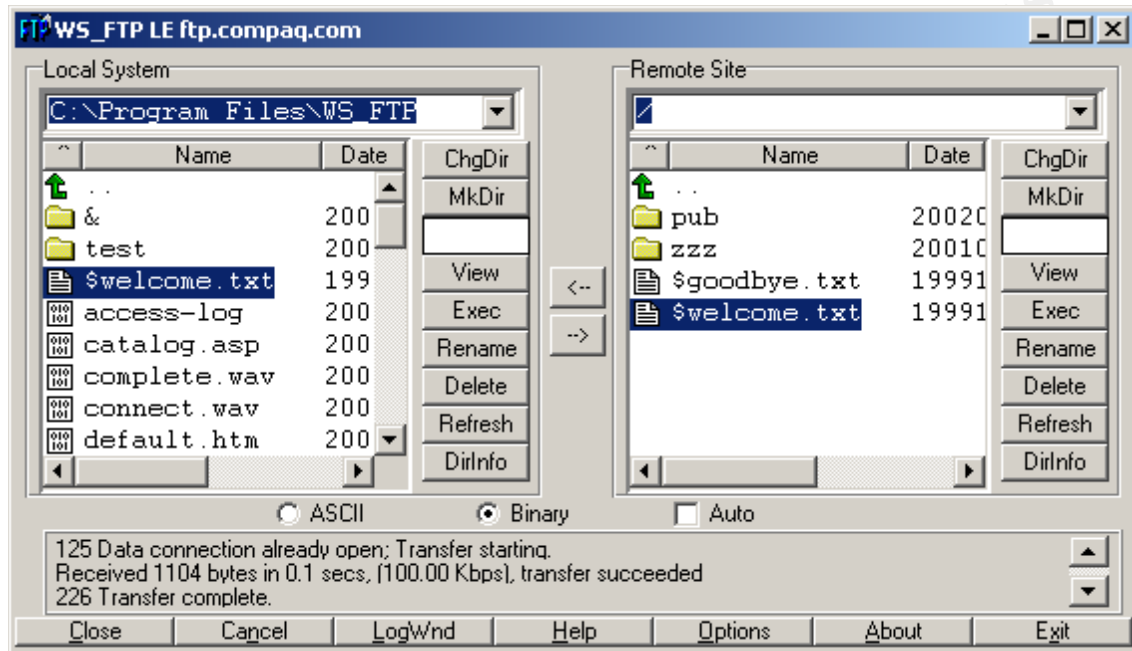 WS_FTP LE ftp.compaq.com
Local System
C:\Program Files\WS_FTP
^ Name Date
..
& 200
test 200
$welcome.txt 199
access-log 200
catalog.asp 200
complete.wav 200
connect.wav 200
default.htm 200
ChgDir
MkDir
View
Exec
Rename
Delete
Refresh
DirInfo
<--
-->
Remote Site
/
^ Name Date
..
pub 20020
zzz 20010
$goodbye.txt 19991
$welcome.txt 19991
ChgDir
MkDir
View
Exec
Rename
Delete
Refresh
DirInfo
ASCII Binary Auto
125 Data connection already open; Transfer starting.
Received 1104 bytes in 0.1 secs, (100.00 Kbps), transfer succeeded
226 Transfer complete.
Close Cancel LogWnd Help Options About Exit